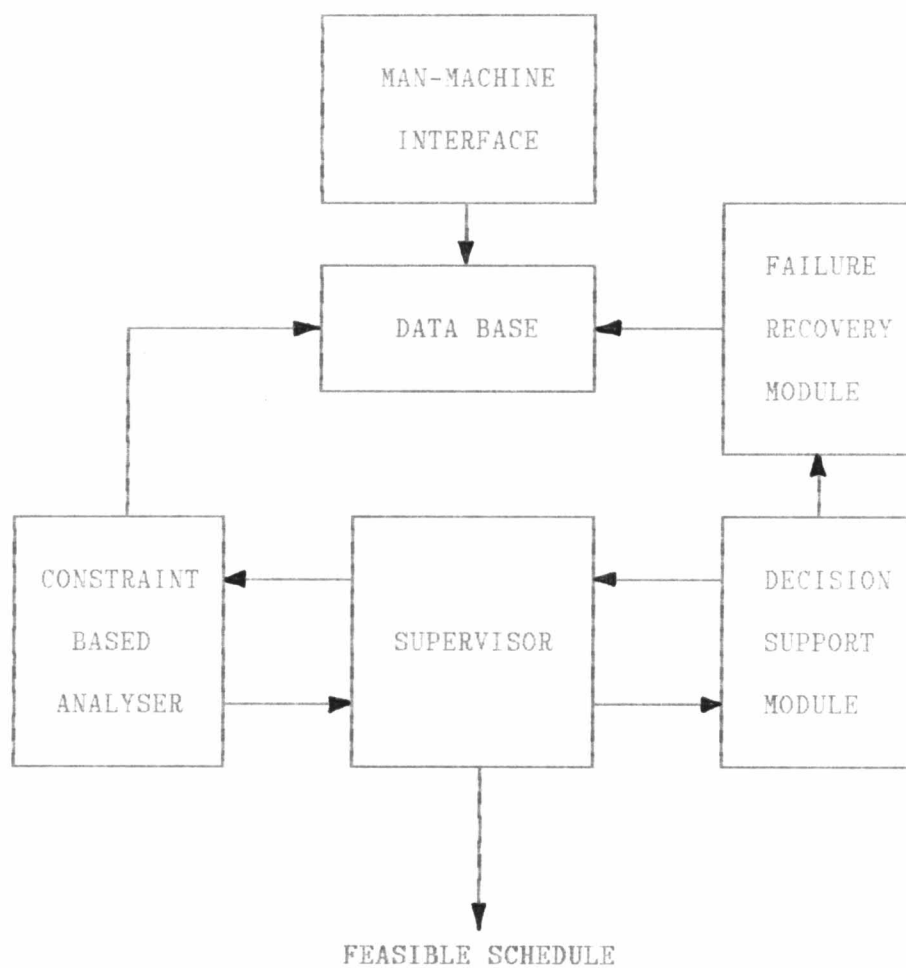 MAN-MACHINE
INTERFACE
FAILURE
RECOVERY
MODULE
DATA BASE
CONSTRAINT
BASED
ANALYSER
SUPERVISOR
DECISION
SUPPORT
MODULE
FEASIBLE SCHEDULE